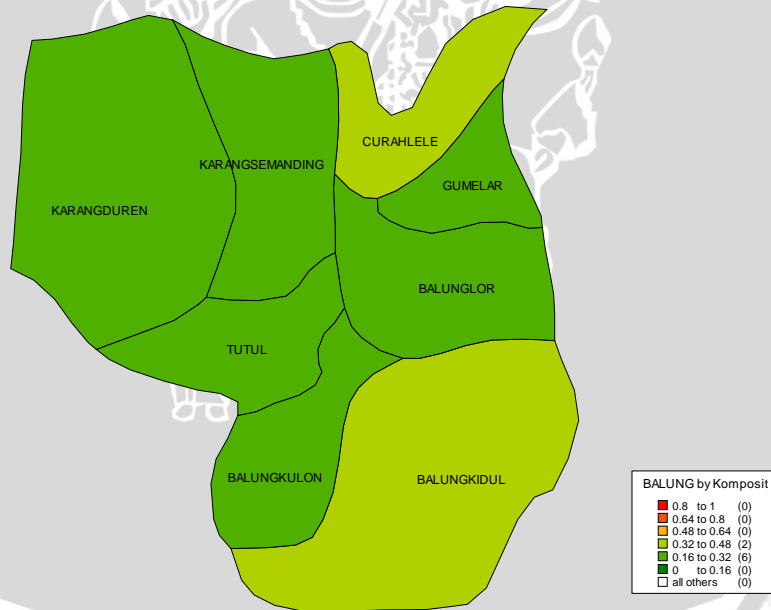 CURAHLELE
KARANGSEMANDING
GUMELAR
KARANGDUREN
BALUNGLOR
TUTUL
BALUNGKULON
BALUNGKIDUL
BALUNG by Komposit
0.8 to 1 (0)
0.64 to 0.8 (0)
0.48 to 0.64 (0)
0.32 to 0.48 (2)
0.16 to 0.32 (6)
0 to 0.16 (0)
all others (0)